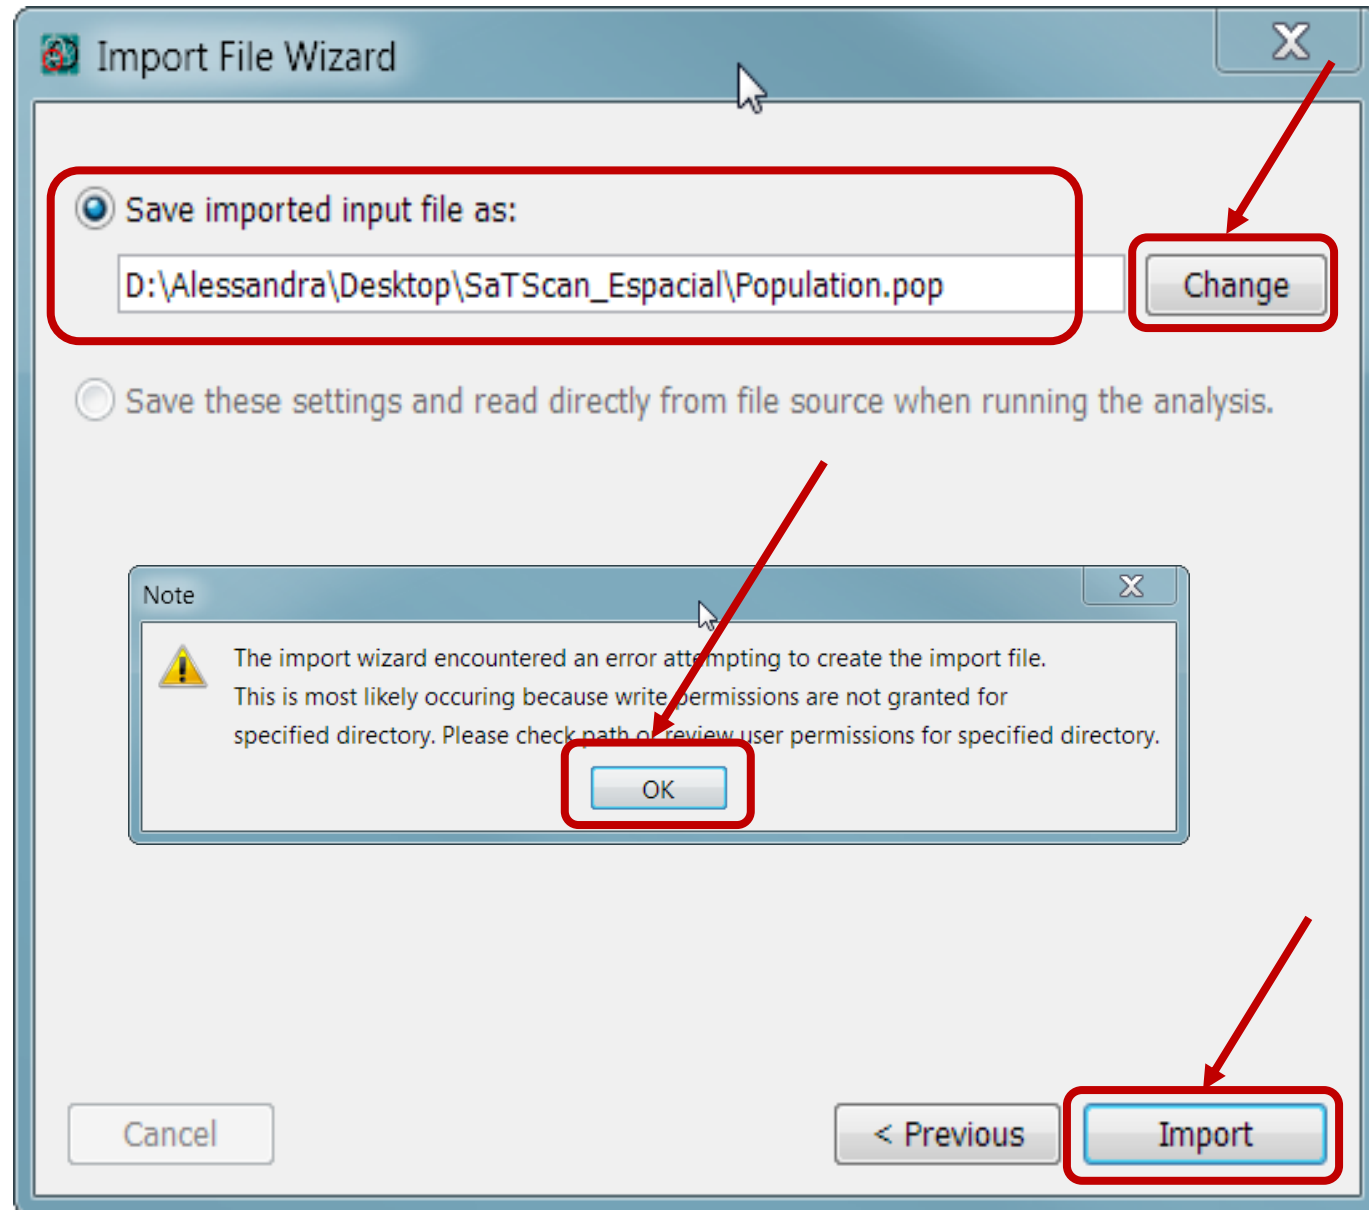 Import File Wizard
Save imported input file as:
D:\Alessandra\Desktop\SaTScan_Espacial\Population.pop
Change
Save these settings and read directly from file source when running the analysis.
Note
The import wizard encountered an error attempting to create the import file.
This is most likely occuring because write permissions are not granted for
specified directory. Please check path or review user permissions for specified directory.
OK
Cancel
< Previous
Import